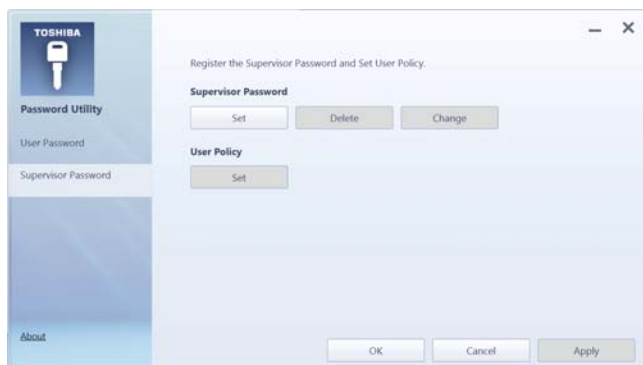 TOSHIBA
Password Utility
User Password
Supervisor Password
About
Register the Supervisor Password and Set User Policy.
Supervisor Password
Set Delete Change
User Policy
Set
OK Cancel Apply